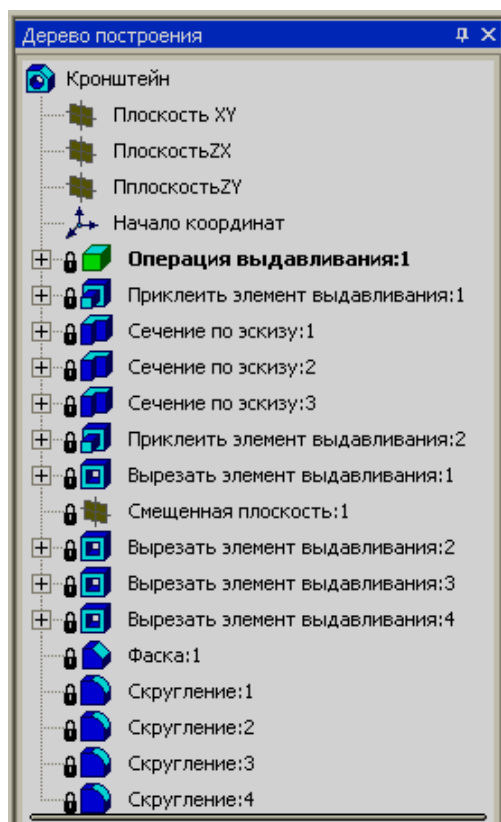 Дерево построения
Кронштейн
Плоскость XY
ПлоскостьZX
ПплоскостьZY
Начало координат
Операция выдавливания:1
Приклеить элемент выдавливания:1
Сечение по эскизу:1
Сечение по эскизу:2
Сечение по эскизу:3
Приклеить элемент выдавливания:2
Вырезать элемент выдавливания:1
Смещенная плоскость:1
Вырезать элемент выдавливания:2
Вырезать элемент выдавливания:3
Вырезать элемент выдавливания:4
Фаска:1
Скругление:1
Скругление:2
Скругление:3
Скругление:4